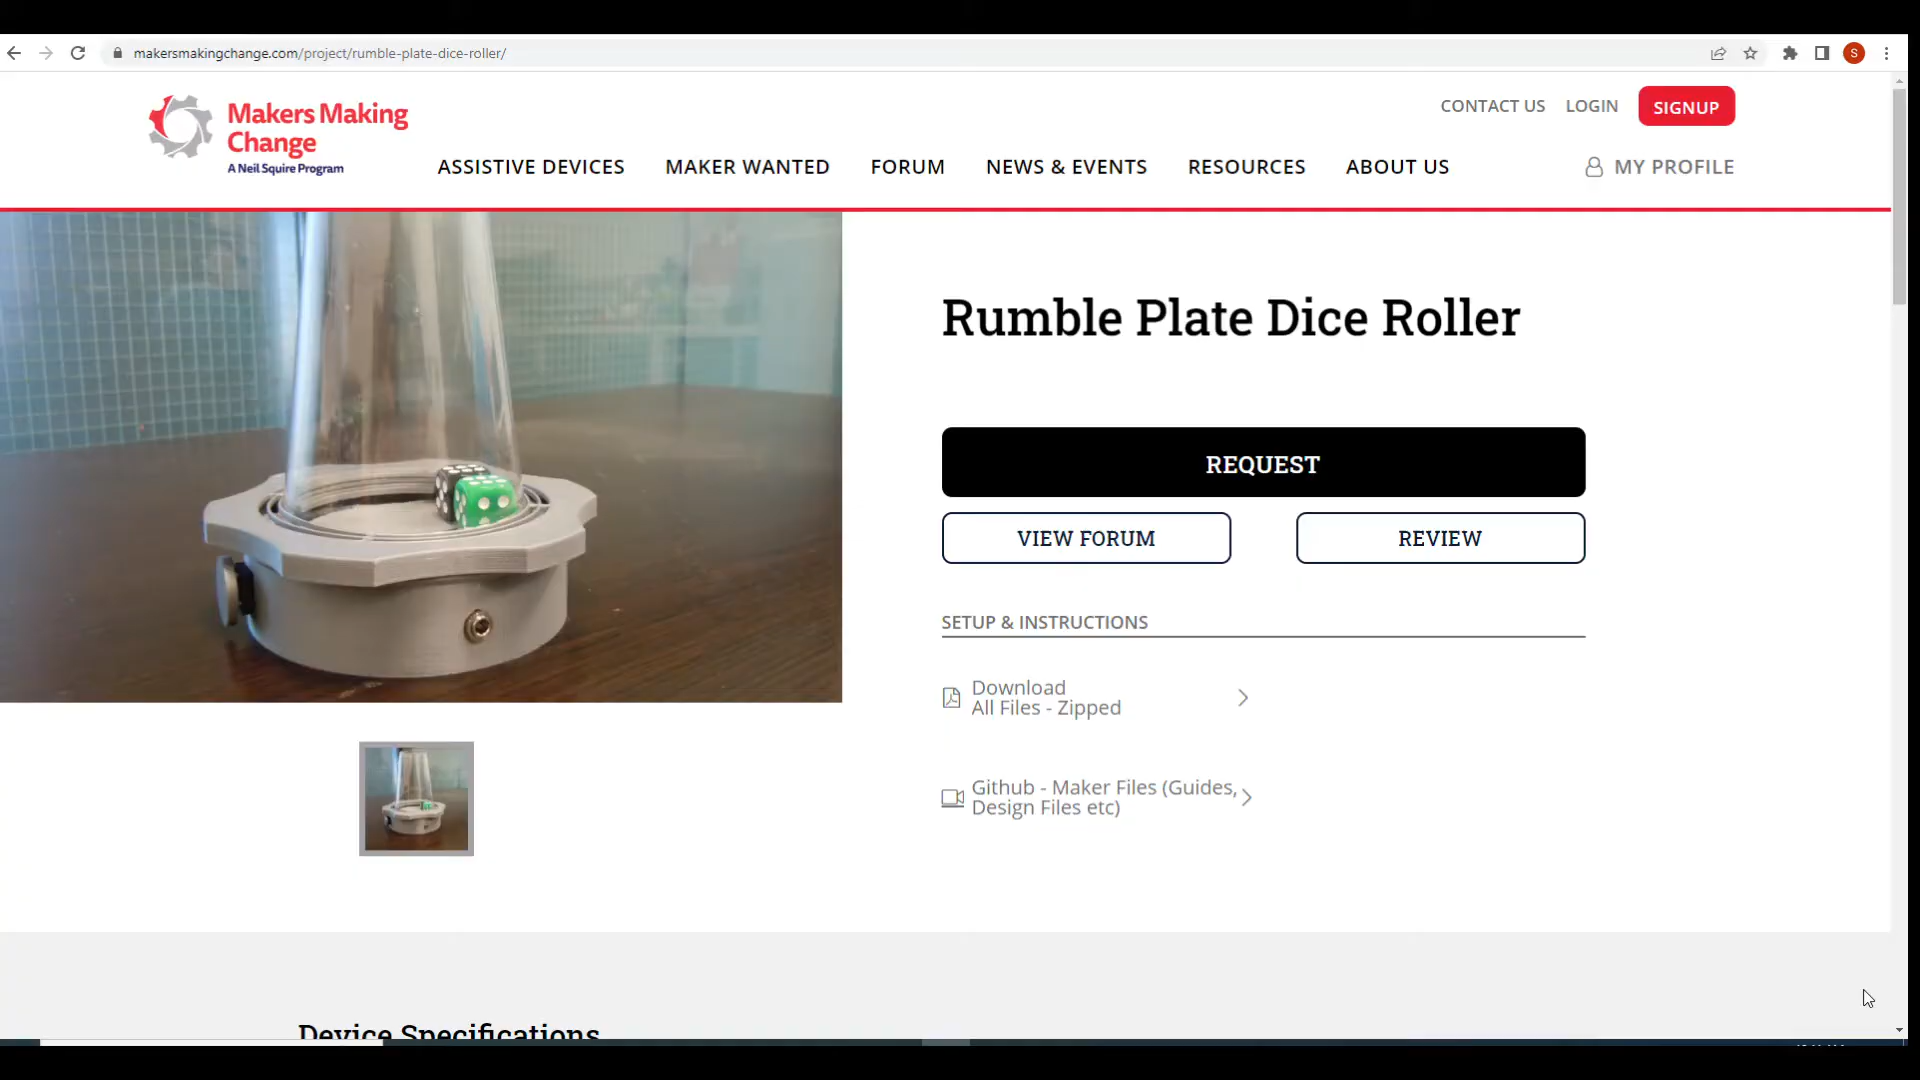 makersmakingchange.com/project/rumble-plate-dice-roller/
S
Makers Making
Change
A Neil Squire Program
CONTACT US LOGIN SIGNUP
ASSISTIVE DEVICES MAKER WANTED FORUM NEWS & EVENTS RESOURCES ABOUT US MY PROFILE
Rumble Plate Dice Roller
REQUEST
VIEW FORUM REVIEW
SETUP & INSTRUCTIONS
Download
All Files - Zipped
Github - Maker Files (Guides,
Design Files etc)
Device Specifications